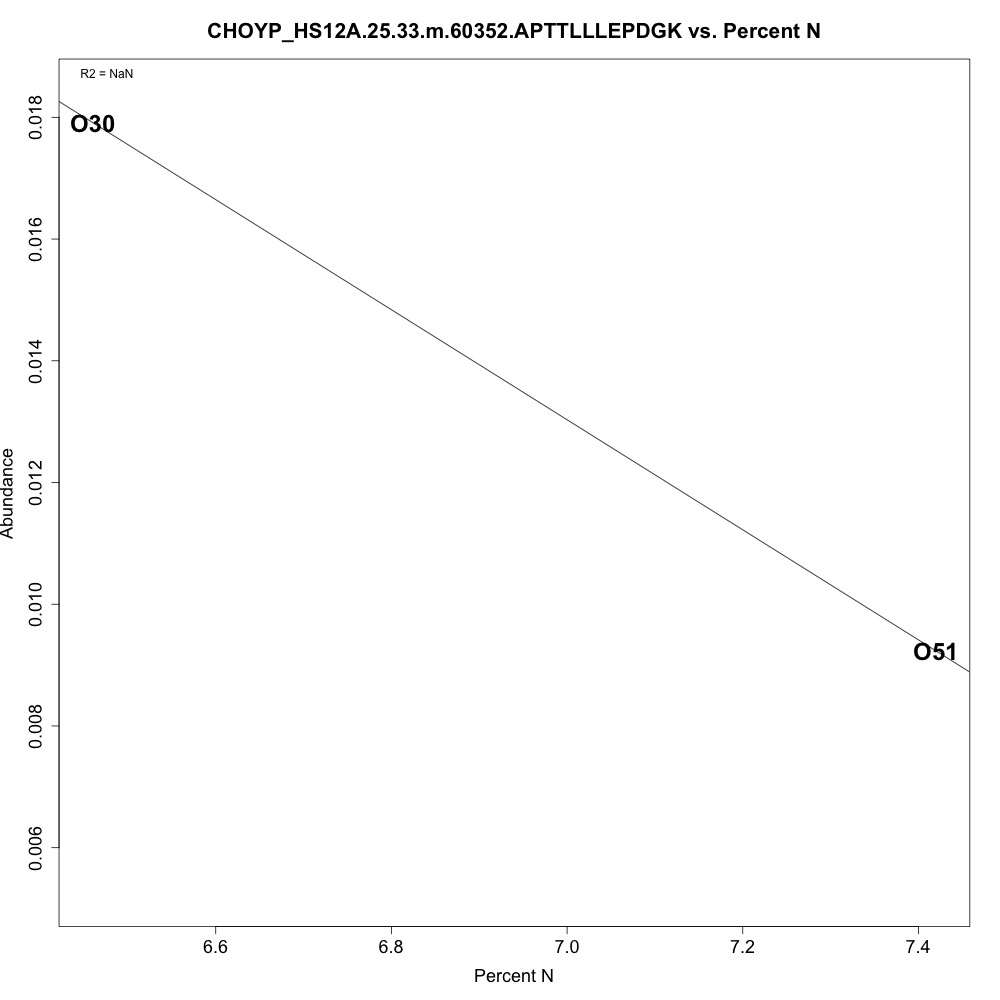 CHOYP_HS12A.25.33.m.60352.APTTLLLEPDGK vs. Percent N
R2 = NaN
O30
O51
0.018
0.016
0.014
0.012
0.010
0.008
0.006
Abundance
6.6 6.8 7.0 7.2 7.4
Percent N